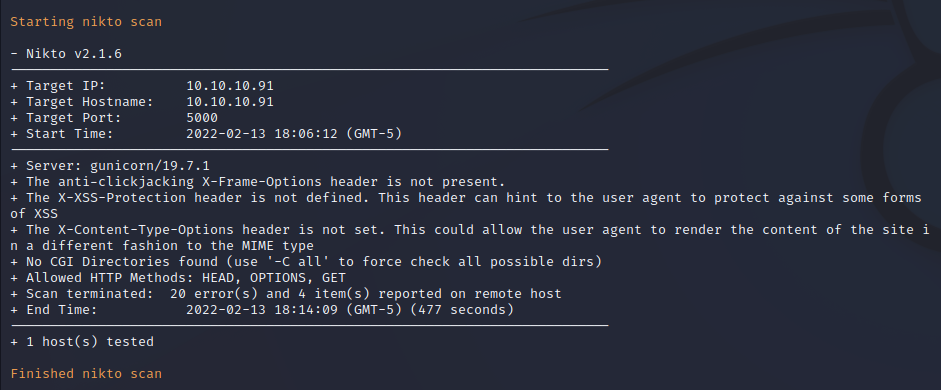 Starting nikto scan
- Nikto v2.1.6
+ Target IP:          10.10.10.91
+ Target Hostname:    10.10.10.91
+ Target Port:        5000
+ Start Time:         2022-02-13 18:06:12 (GMT-5)
+ Server: gunicorn/19.7.1
+ The anti-clickjacking X-Frame-Options header is not present.
+ The X-XSS-Protection header is not defined. This header can hint to the user agent to protect against some forms
of XSS
+ The X-Content-Type-Options header is not set. This could allow the user agent to render the content of the site i
n a different fashion to the MIME type
+ No CGI Directories found (use '-C all' to force check all possible dirs)
+ Allowed HTTP Methods: HEAD, OPTIONS, GET
+ Scan terminated:  20 error(s) and 4 item(s) reported on remote host
+ End Time:           2022-02-13 18:14:09 (GMT-5) (477 seconds)
+ 1 host(s) tested
Finished nikto scan